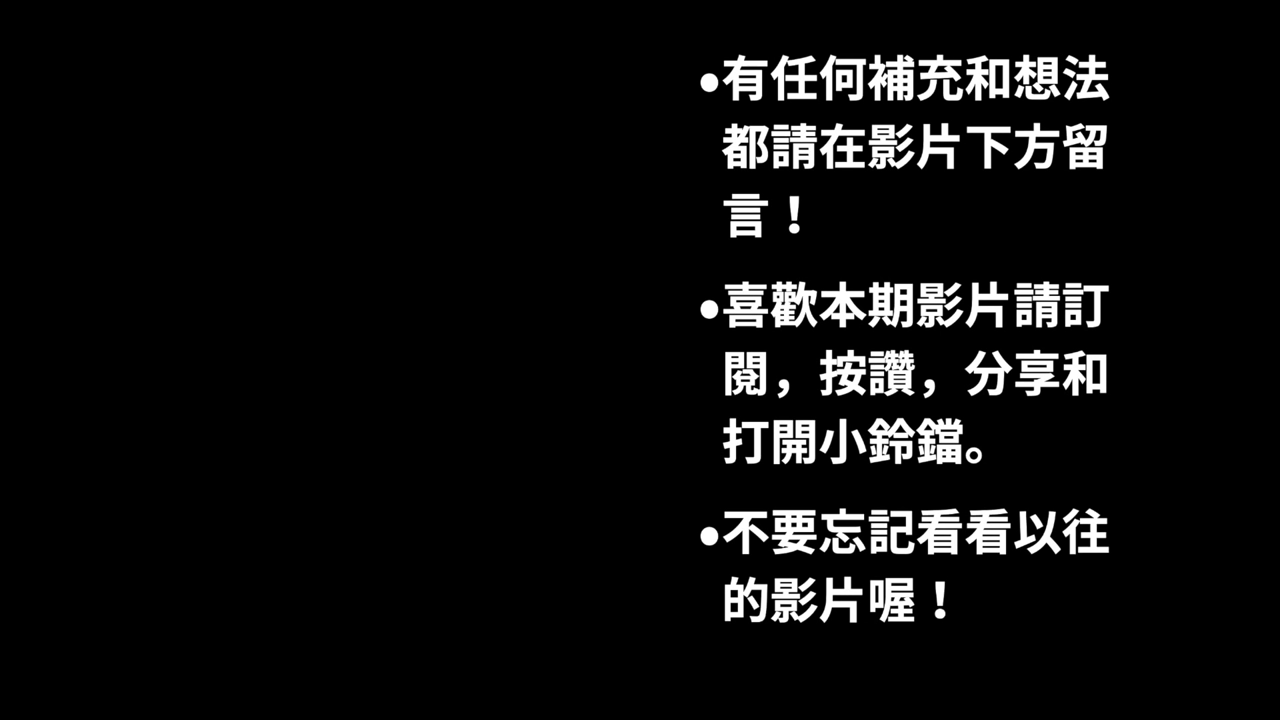 •有任何補充和想法
都請在影片下方留
言！
•喜歡本期影片請訂
閱，按讚，分享和
打開小鈴鐺。
•不要忘記看看以往
的影片喔！